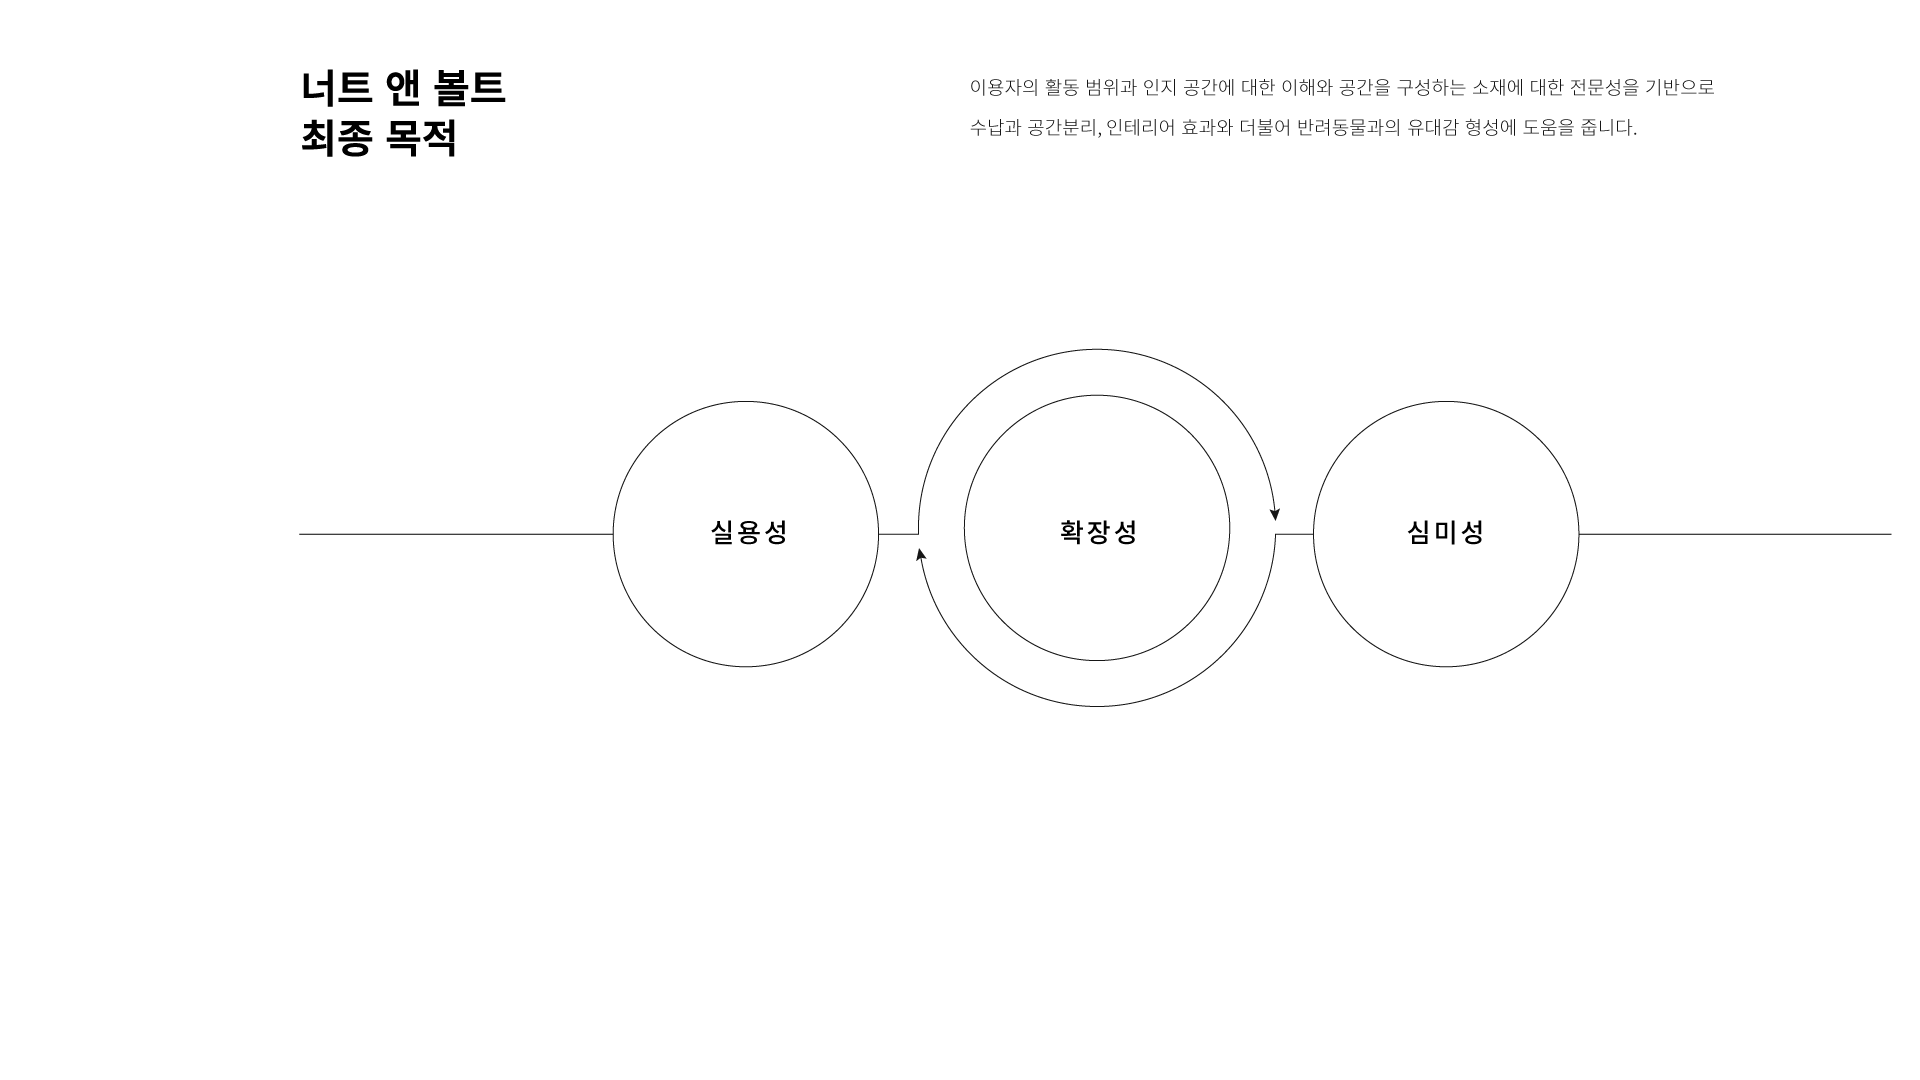 너트 앤 볼트
최종 목적
이용자의 활동 범위과 인지 공간에 대한 이해와 공간을 구성하는 소재에 대한 전문성을 기반으로
수납과 공간분리, 인테리어 효과와 더불어 반려동물과의 유대감 형성에 도움을 줍니다.
실용성
확장성
심미성